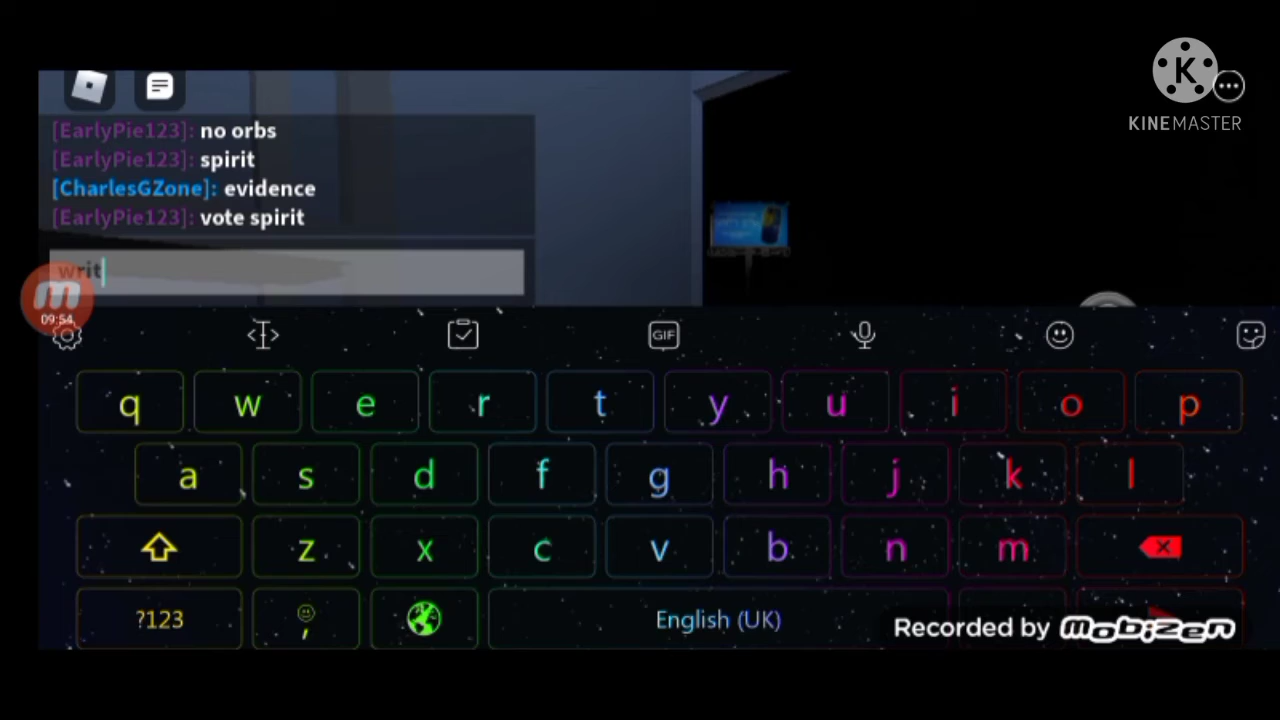 K
KINEMASTER
[EarlyPie123]: no orbs
[EarlyPie123]: spirit
[CharlesGZone]: evidence
[EarlyPie123]: vote spirit
writ
m
09:54
GIF
q w e r t y u i o p
a s d f g h j k l
z x c v b n m
?123 , English (UK)
Recorded by mobizen